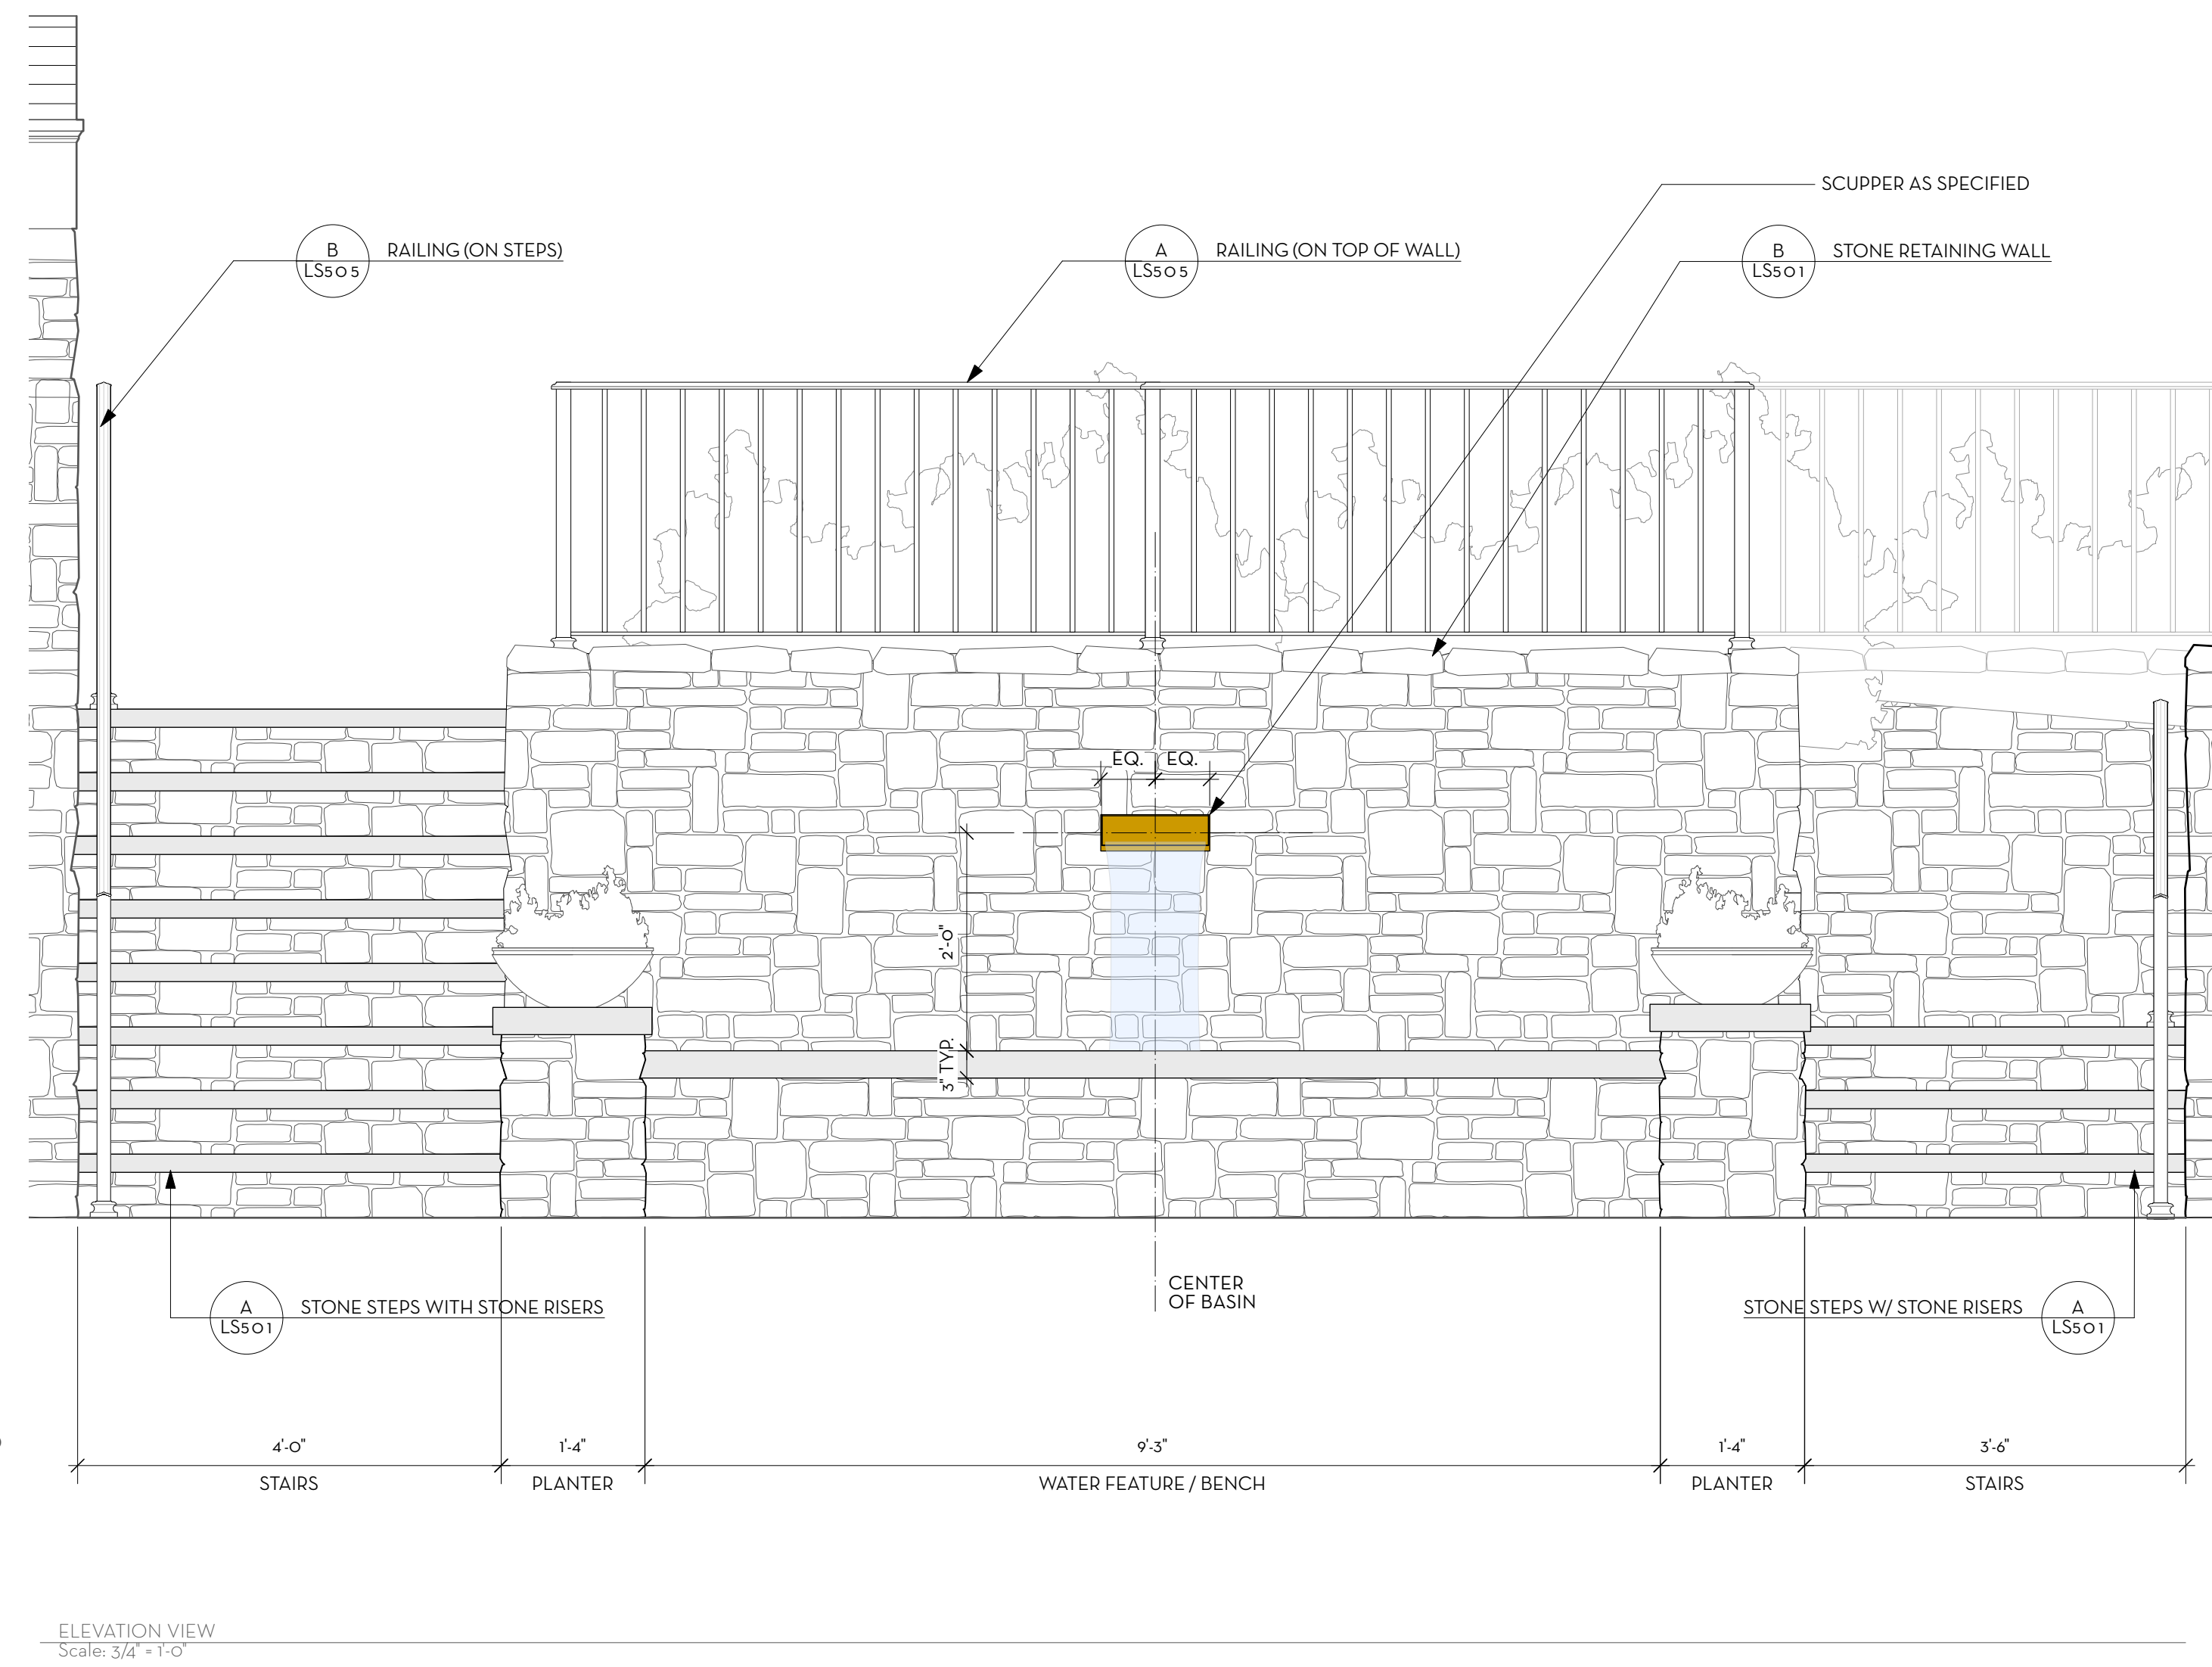 SCUPPER AS SPECIFIED
B
LS505
RAILING (ON STEPS)
A
LS505
RAILING (ON TOP OF WALL)
B
LS501
STONE RETAINING WALL
EQ.
EQ.
2'-0"
3" TYP.
CENTER
OF BASIN
A
LS501
STONE STEPS WITH STONE RISERS
STONE STEPS W/ STONE RISERS
A
LS501
4'-0"
1'-4"
9'-3"
1'-4"
3'-6"
STAIRS
PLANTER
WATER FEATURE / BENCH
PLANTER
STAIRS
ELEVATION VIEW
Scale: 3/4" = 1'-0"